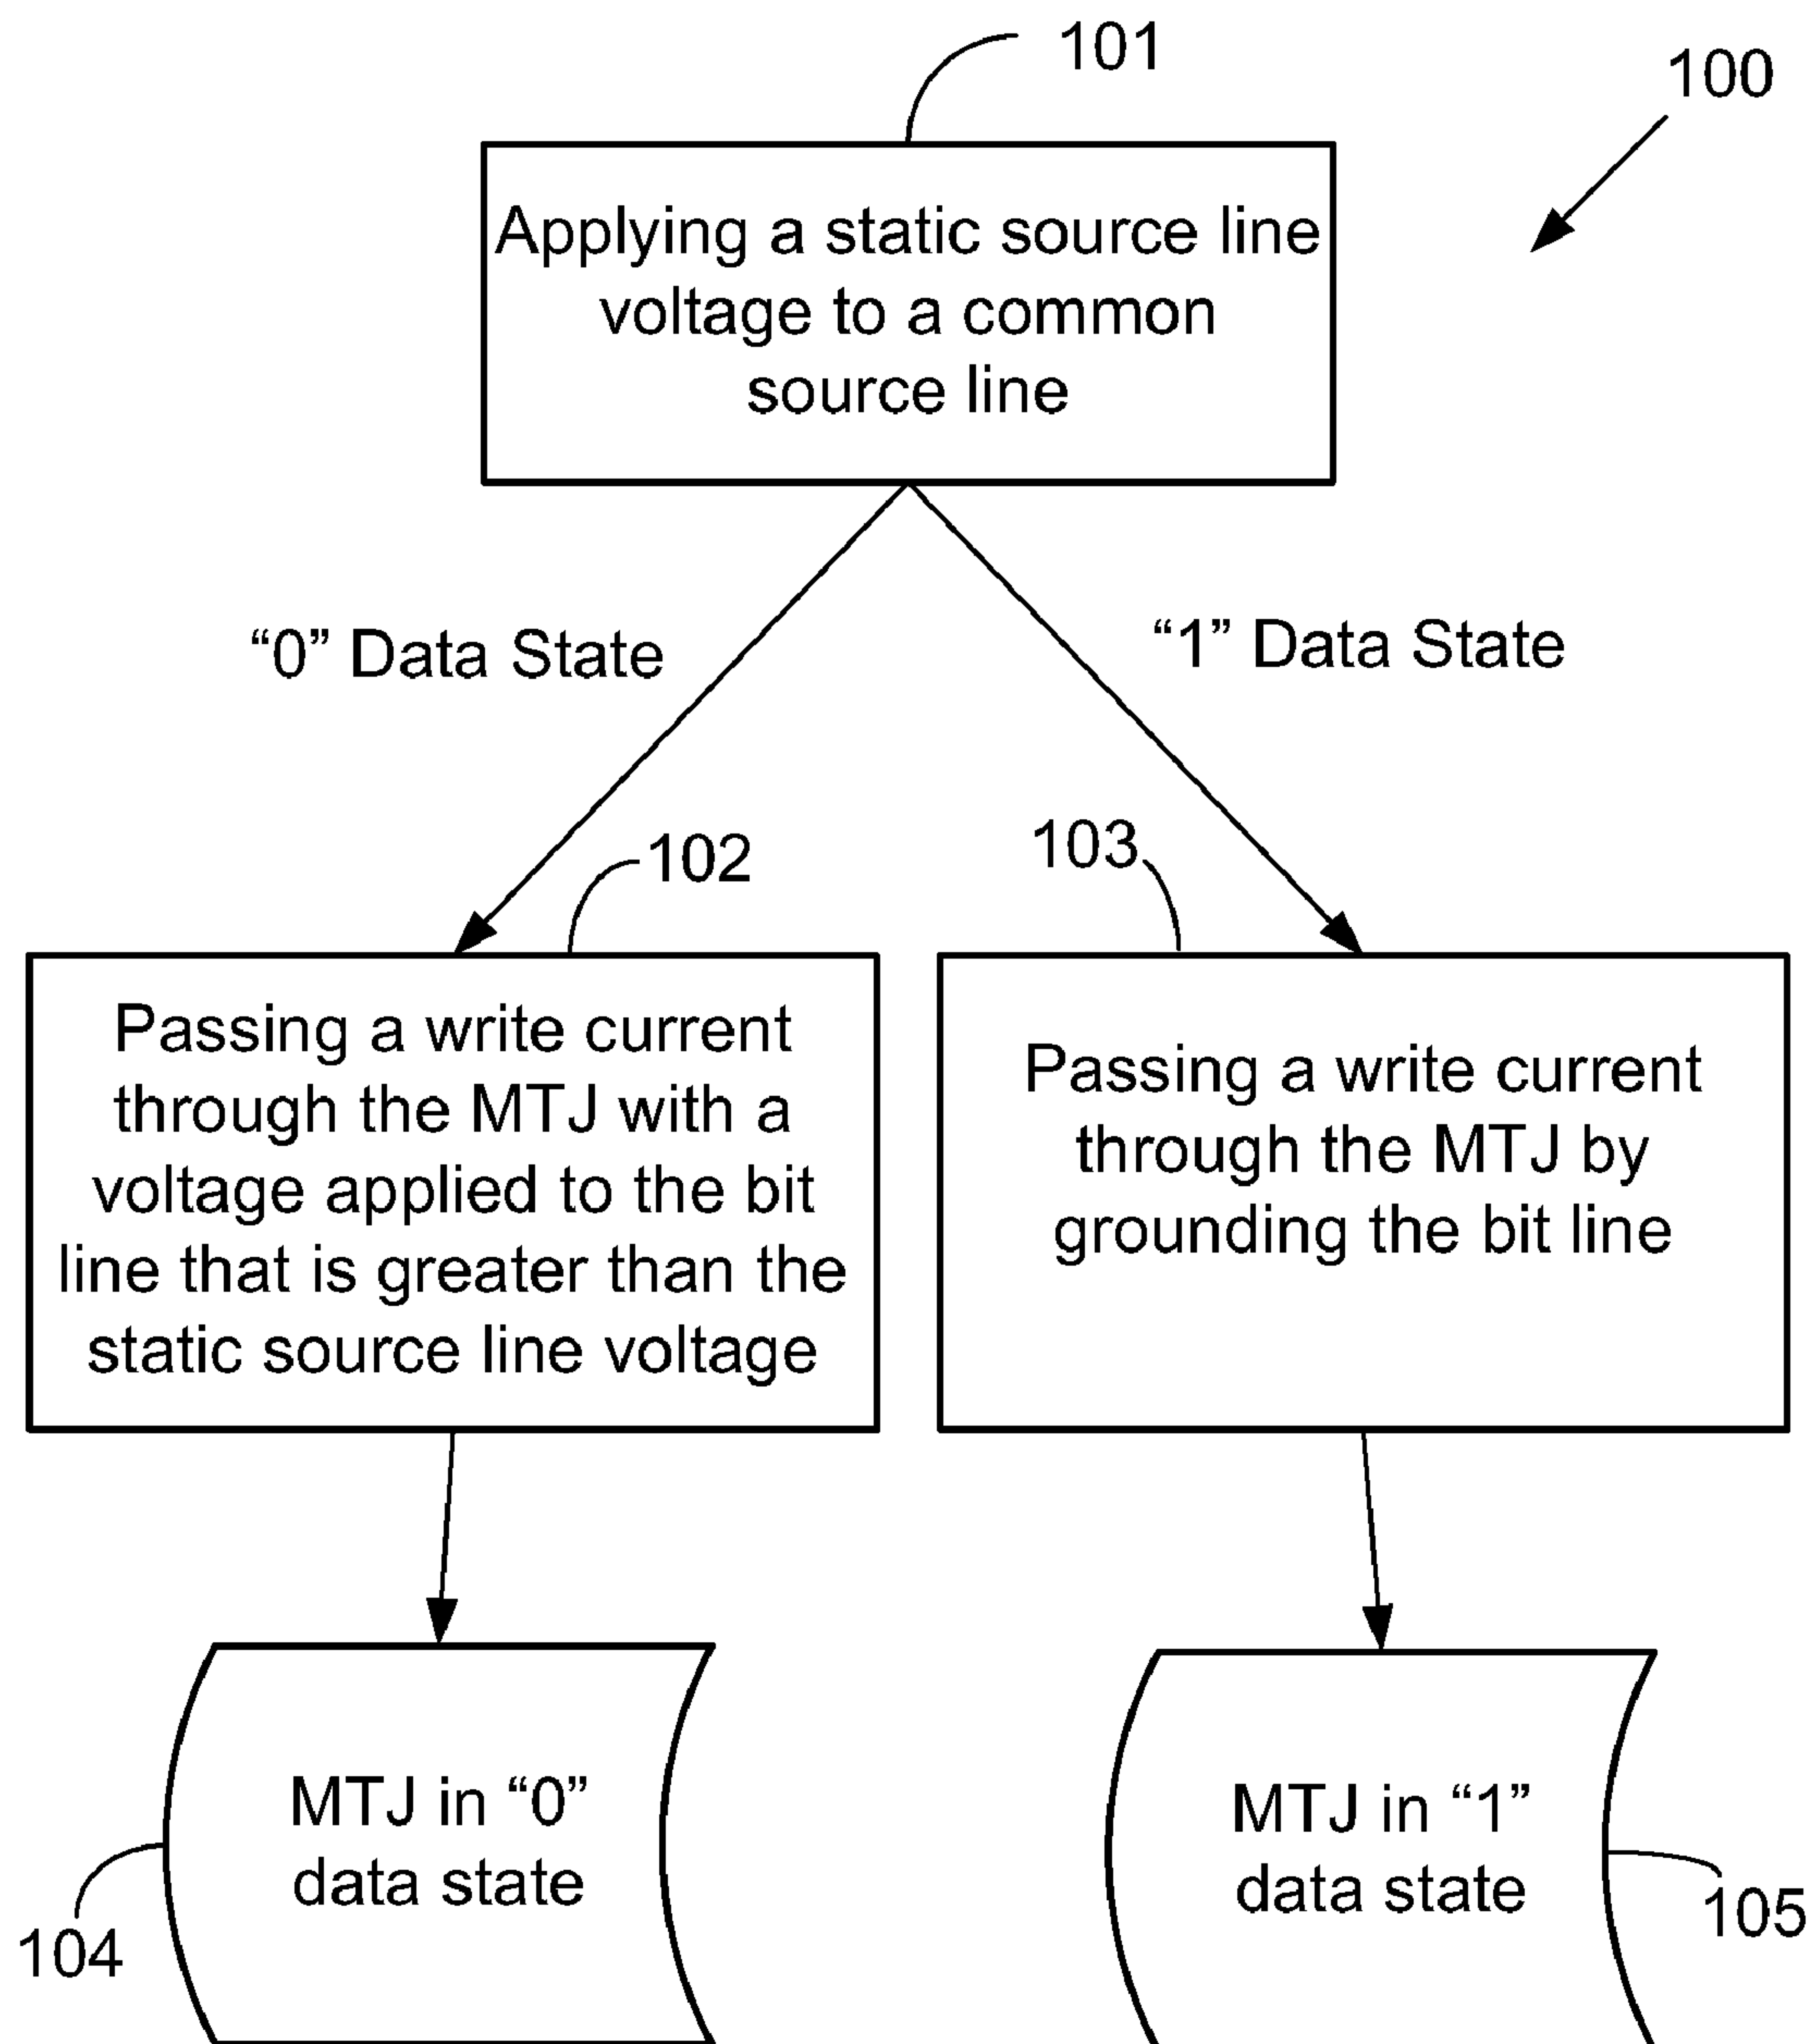 101
100
Applying a static source line
voltage to a common
source line
“0” Data State
“1” Data State
102
103
Passing a write current
through the MTJ with a
voltage applied to the bit
line that is greater than the
static source line voltage
Passing a write current
through the MTJ by
grounding the bit line
MTJ in “0”
data state
MTJ in “1”
data state
104
105